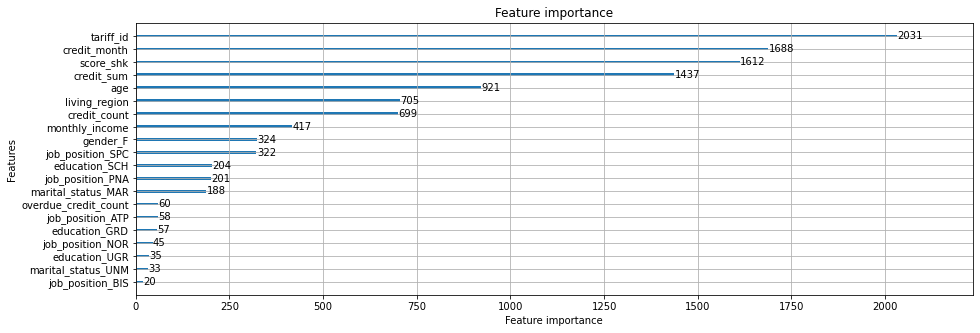 Feature importance
tariff_id 2031
credit_month 1688
score_shk 1612
credit_sum 1437
age 921
living_region 705
credit_count 699
monthly_income 417
gender_F 324
job_position_SPC 322
education_SCH 204
job_position_PNA 201
marital_status_MAR 188
overdue_credit_count 60
job_position_ATP 58
education_GRD 57
job_position_NOR 45
education_UGR 35
marital_status_UNM 33
job_position_BIS 20
Features
0 250 500 750 1000 1250 1500 1750 2000
Feature importance